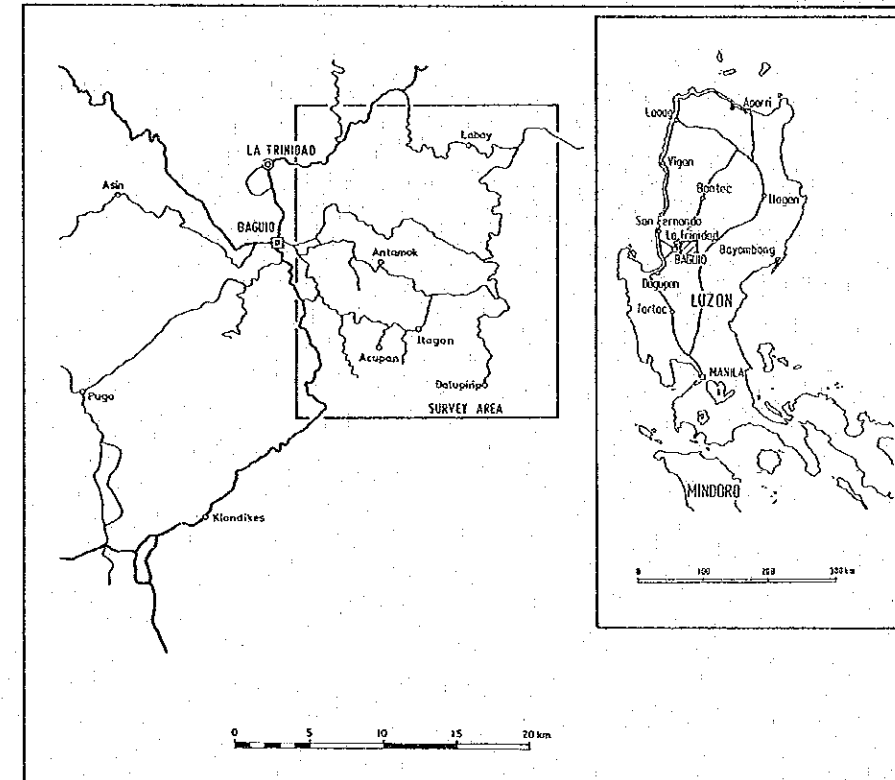 LA TRINIDAD
Asin
BAGUIO
Labay
Antamok
Itogon
Acupan
Dalupirip
SURVEY AREA
Pugo
Klondikes
0 5 10 15 20 km
Laoag
Aparri
Vigan
Bontoc
Ilagan
San Fernando
La Trinidad
BAGUIO
Bayombong
Dagupan
LUZON
Tarlac
MANILA
MINDORO
0 100 200 300 km